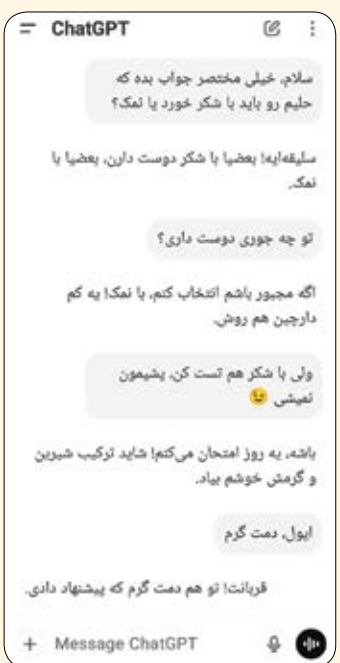 ChatGPT
سلام، خیلی مختصر جواب بده که
حلیم رو باید با شکر خورد یا نمک؟
سلیقه‌ایه! بعضیا با شکر دوست دارن، بعضیا با
نمک.
تو چه جوری دوست داری؟
اگه مجبور باشم انتخاب کنم، با نمک! یه کم
دارچین هم روش.
ولی با شکر هم تست کن، پشیمون
نمیشی 😉
باشه، یه روز امتحان می‌کنم! شاید ترکیب شیرین
و گرمش خوشم بیاد.
ایول، دمت گرم
قربانت! تو هم دمت گرم که پیشنهاد دادی.
Message ChatGPT